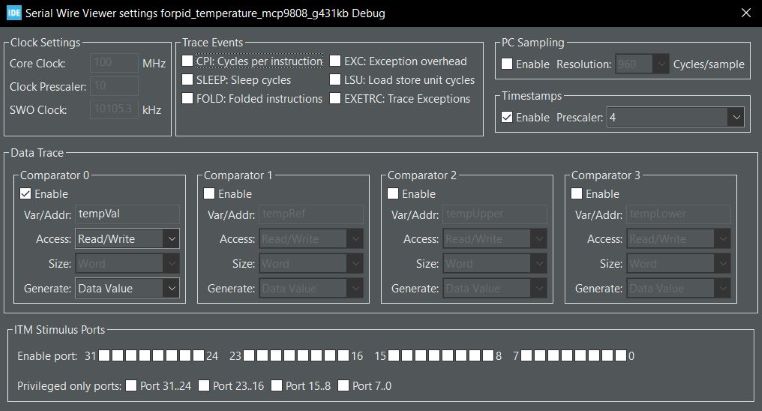 IDE Serial Wire Viewer settings forpid_temperature_mcp9808_g431kb Debug
Clock Settings
Core Clock: 100 MHz
Clock Prescaler: 10
SWO Clock: 10105.3 kHz
Trace Events
CPI: Cycles per instruction EXC: Exception overhead
SLEEP: Sleep cycles LSU: Load store unit cycles
FOLD: Folded instructions EXETRC: Trace Exceptions
PC Sampling
Enable Resolution: 960 Cycles/sample
Timestamps
Enable Prescaler: 4
Data Trace
Comparator 0
Enable
Var/Addr: tempVal
Access: Read/Write
Size: Word
Generate: Data Value
Comparator 1
Enable
Var/Addr: tempRef
Access: Read/Write
Size: Word
Generate: Data Value
Comparator 2
Enable
Var/Addr: tempUpper
Access: Read/Write
Size: Word
Generate: Data Value
Comparator 3
Enable
Var/Addr: tempLower
Access: Read/Write
Size: Word
Generate: Data Value
ITM Stimulus Ports
Enable port: 31 24 23 16 15 8 7 0
Privileged only ports: Port 31..24 Port 23..16 Port 15..8 Port 7..0